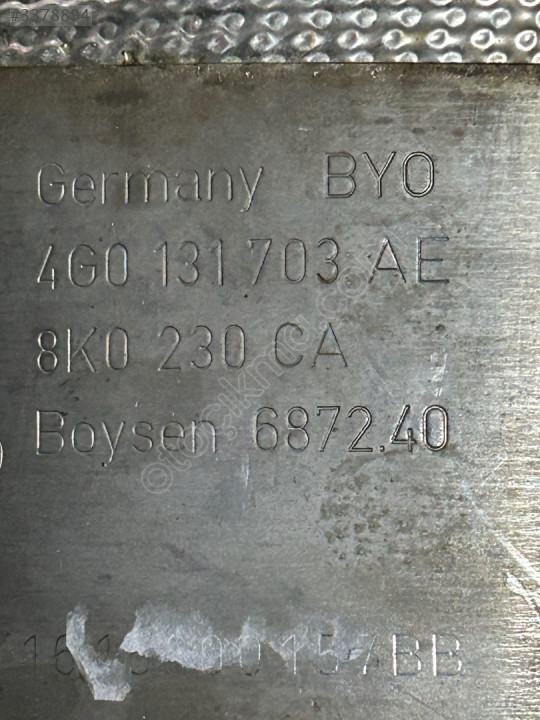 Germany BYO
4G0 131 703 AE
8K0 230 CA
Boysen 6872.40